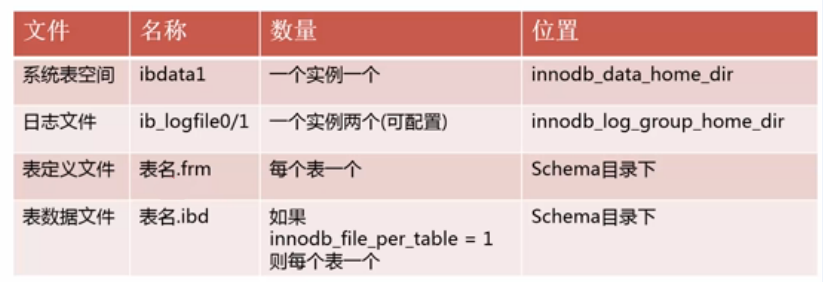 文件 名称 数量 位置
系统表空间 ibdata1 一个实例一个 innodb_data_home_dir
日志文件 ib_logfile0/1 一个实例两个(可配置) innodb_log_group_home_dir
表定义文件 表名.frm 每个表一个 Schema目录下
表数据文件 表名.ibd 如果 Schema目录下
innodb_file_per_table = 1
则每个表一个